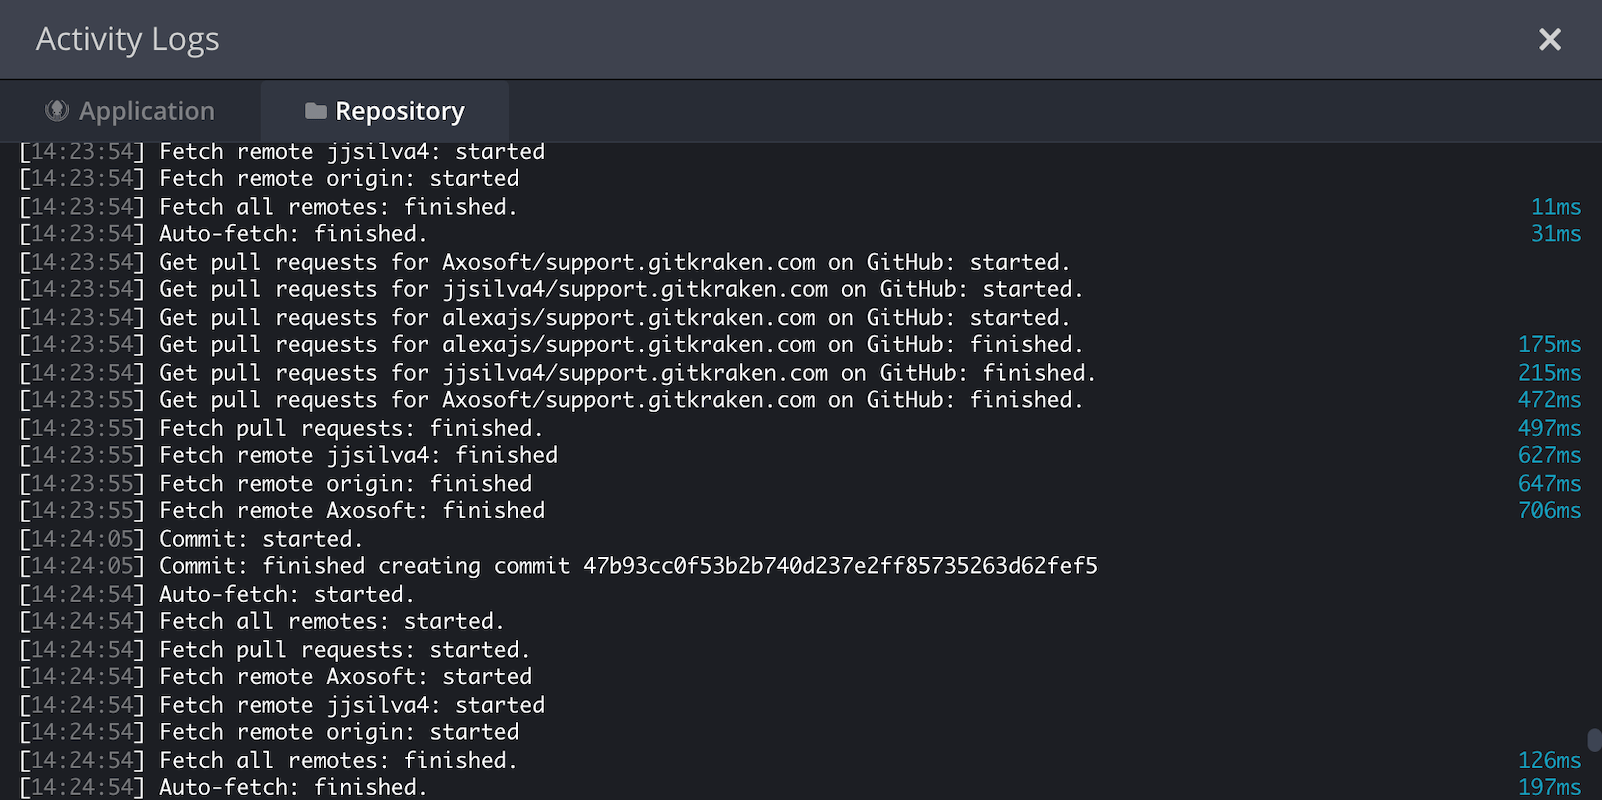 Activity Logs
Application Repository
[14:23:54] Fetch remote jjsilva4: started
[14:23:54] Fetch remote origin: started
[14:23:54] Fetch all remotes: finished. 11ms
[14:23:54] Auto-fetch: finished. 31ms
[14:23:54] Get pull requests for Axosoft/support.gitkraken.com on GitHub: started.
[14:23:54] Get pull requests for jjsilva4/support.gitkraken.com on GitHub: started.
[14:23:54] Get pull requests for alexajs/support.gitkraken.com on GitHub: started.
[14:23:54] Get pull requests for alexajs/support.gitkraken.com on GitHub: finished. 175ms
[14:23:54] Get pull requests for jjsilva4/support.gitkraken.com on GitHub: finished. 215ms
[14:23:55] Get pull requests for Axosoft/support.gitkraken.com on GitHub: finished. 472ms
[14:23:55] Fetch pull requests: finished. 497ms
[14:23:55] Fetch remote jjsilva4: finished 627ms
[14:23:55] Fetch remote origin: finished 647ms
[14:23:55] Fetch remote Axosoft: finished 706ms
[14:24:05] Commit: started.
[14:24:05] Commit: finished creating commit 47b93cc0f53b2b740d237e2ff85735263d62fef5
[14:24:54] Auto-fetch: started.
[14:24:54] Fetch all remotes: started.
[14:24:54] Fetch pull requests: started.
[14:24:54] Fetch remote Axosoft: started
[14:24:54] Fetch remote jjsilva4: started
[14:24:54] Fetch remote origin: started
[14:24:54] Fetch all remotes: finished. 126ms
[14:24:54] Auto-fetch: finished. 197ms